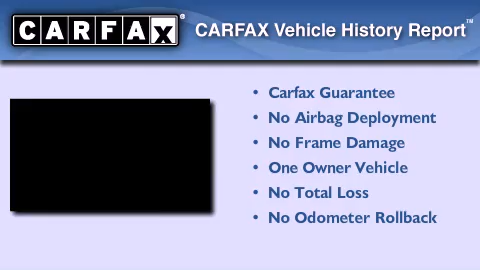 CARFAX® CARFAX Vehicle History Report™
• Carfax Guarantee
• No Airbag Deployment
• No Frame Damage
• One Owner Vehicle
• No Total Loss
• No Odometer Rollback